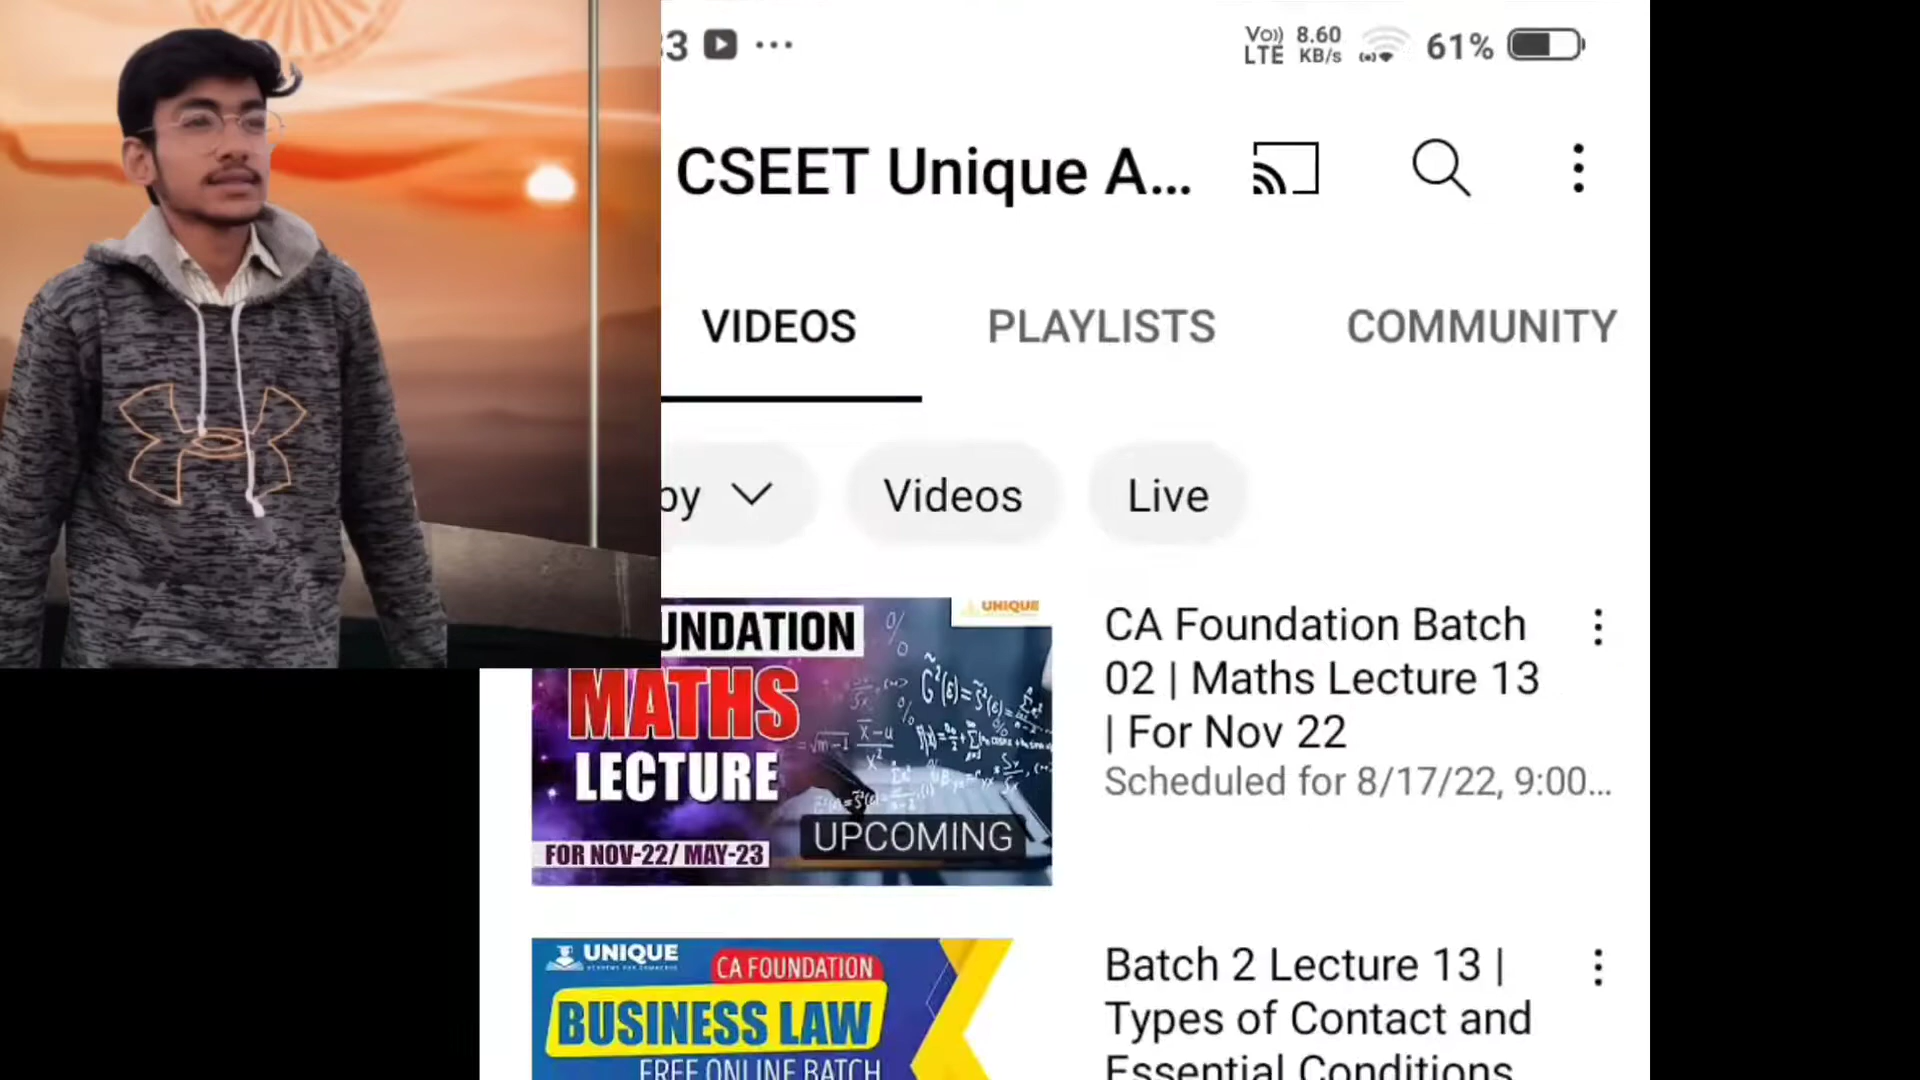 3
Vo)) LTE
8.60 KB/s
61%
CSEET Unique A...
VIDEOS
PLAYLISTS
COMMUNITY
by
Videos
Live
UNDATION
MATHS
LECTURE
FOR NOV-22/ MAY-23
UNIQUE
UPCOMING
CA Foundation Batch
02 | Maths Lecture 13
| For Nov 22
Scheduled for 8/17/22, 9:00...
UNIQUE
CA FOUNDATION
BUSINESS LAW
FREE ONLINE BATCH
Batch 2 Lecture 13 |
Types of Contact and
Essential Conditions